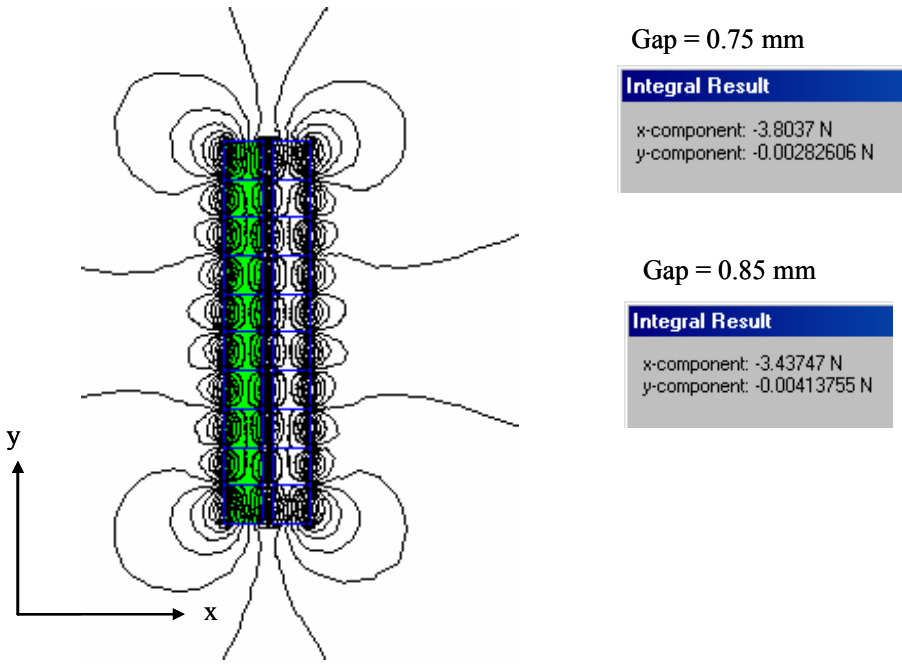 Gap = 0.75 mm
Integral Result
x-component: -3.8037 N
y-component: -0.00282606 N
Gap = 0.85 mm
Integral Result
x-component: -3.43747 N
y-component: -0.00413755 N
y
x